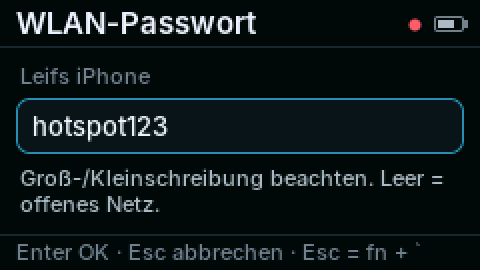 WLAN-Passwort
Leifs iPhone
hotspot123
Groß-/Kleinschreibung beachten. Leer =
offenes Netz.
Enter OK · Esc abbrechen · Esc = fn + `